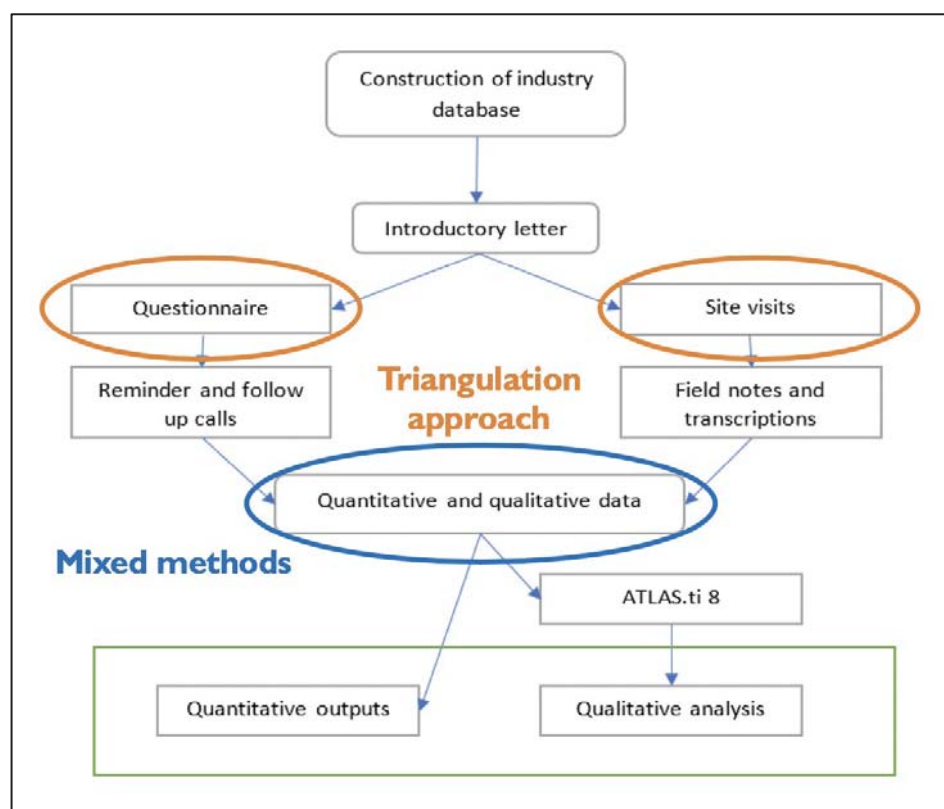 Construction of industry
database
Introductory letter
Questionnaire
Site visits
Reminder and follow
up calls
Triangulation
approach
Field notes and
transcriptions
Quantitative and qualitative data
Mixed methods
ATLAS.ti 8
Quantitative outputs
Qualitative analysis